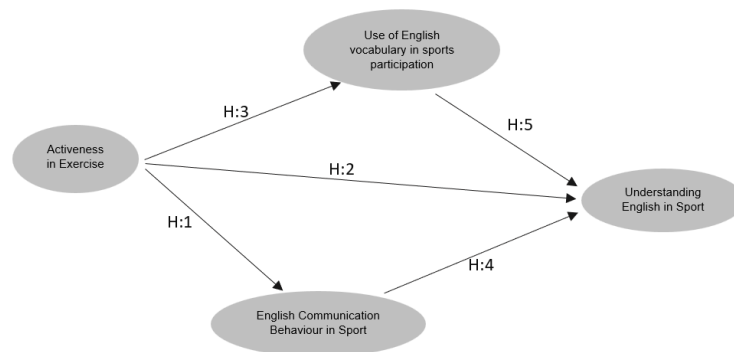 Use of English
vocabulary in sports
participation
H:3
H:5
Activeness
in Exercise
H:2
Understanding
English in Sport
H:1
H:4
English Communication
Behaviour in Sport